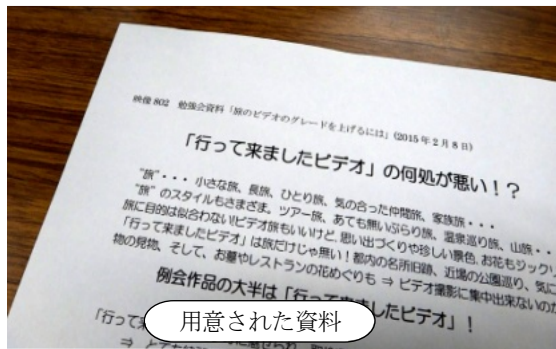 映像802 勉強会資料「旅のビデオのグレードを上げるには」(2015年2月8日)
「行って来ましたビデオ」の何処が悪い!?
"旅"・・・小さな旅、長旅、ひとり旅、気の合った仲間旅、家族旅・・・
"旅"のスタイルもさまざま。ツアー旅、あても無いぶらり旅、温泉巡り旅、山旅・・
旅に目的は似合わない!ビデオ旅もいいけど、思い出づくりや珍しい景色、お花もジックリ
「行って来ましたビデオ」は旅だけじゃ無い!都内の名所旧跡、近場の公園巡り、気に
物の見物、そして、お墓やレストランの花めぐりも ⇒ ビデオ撮影に集中出来ないのが
例会作品の大半は「行って来ましたビデオ」!
「行って
⇒
用意された資料